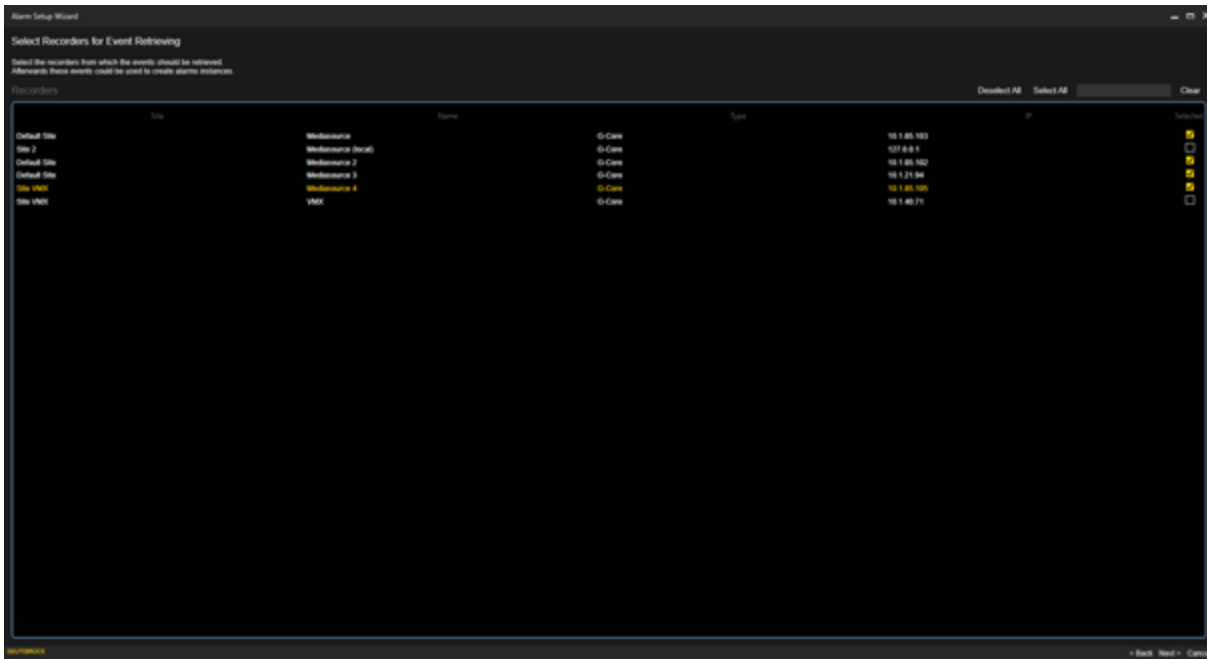 Alarm Setup Wizard
Select Recorders for Event Retrieving
Select the recorders from which the events should be retrieved.
Afterwards these events could be used to create alarms instances.
Recorders Deselect All Select All Clear
Site Name Type IP Selected
Default Site Mediasource G-Core 10.1.85.103
Site 2 Mediasource (local) G-Core 127.0.0.1
Default Site Mediasource 2 G-Core 10.1.85.102
Default Site Mediasource 3 G-Core 10.1.21.94
Site VMX Mediasource 4 G-Core 10.1.85.105
Site VMX VMX G-Core 10.1.40.71
GEUTEBRÜCK < Back Next > Cance